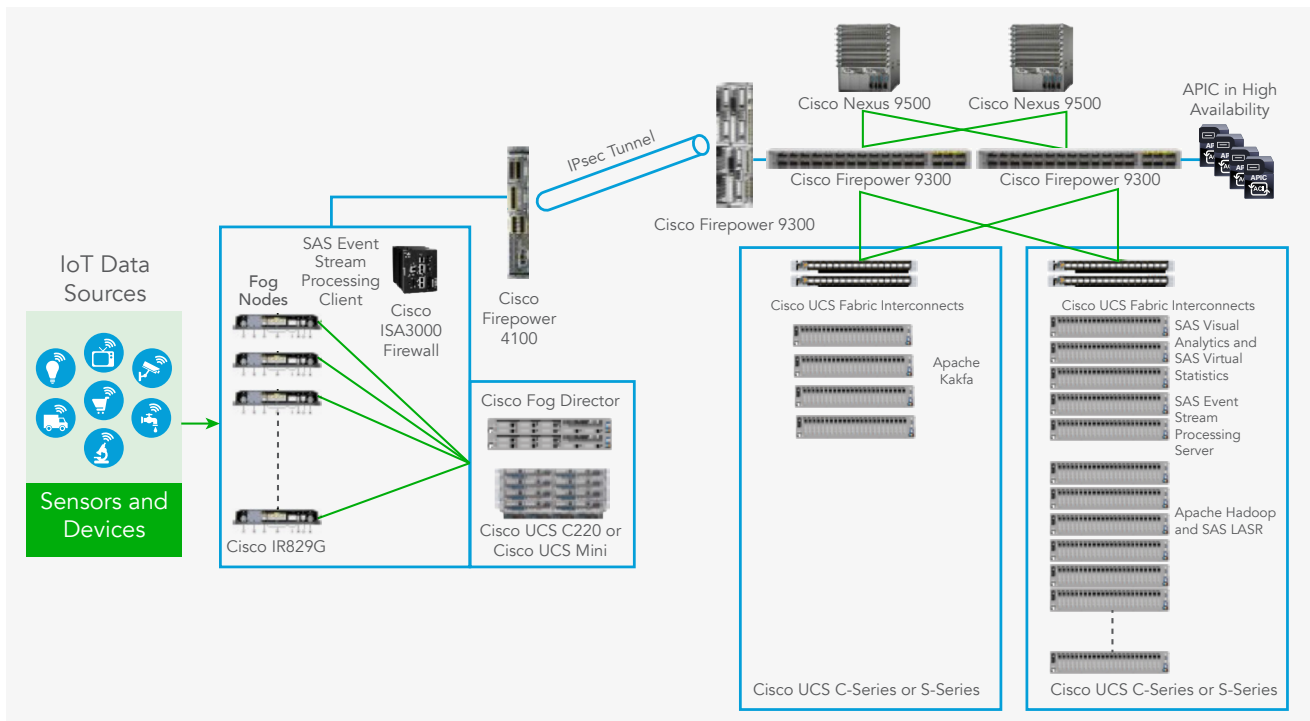 IoT Data
Sources
Sensors and
Devices
Fog
Nodes
SAS Event
Stream
Processing
Client
Cisco
ISA3000
Firewall
Cisco IR829G
Cisco
Firepower
4100
Cisco Fog Director
Cisco UCS C220 or
Cisco UCS Mini
IPsec Tunnel
Cisco Firepower 9300
Cisco Nexus 9500
Cisco Nexus 9500
Cisco Firepower 9300
Cisco Firepower 9300
APIC in High
Availability
APIC
ACI
Cisco UCS Fabric Interconnects
Apache
Kakfa
Cisco UCS C-Series or S-Series
Cisco UCS Fabric Interconnects
SAS Visual
Analytics and
SAS Virtual
Statistics
SAS Event
Stream
Processing
Server
Apache Hadoop
and SAS LASR
Cisco UCS C-Series or S-Series